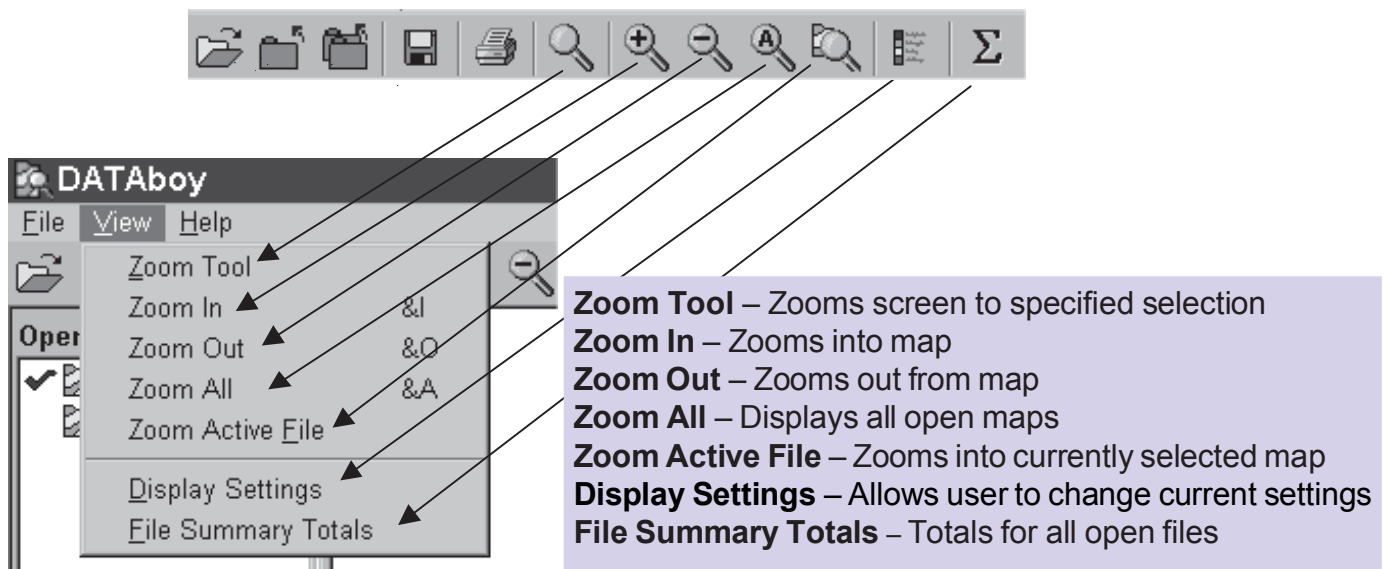 A
Σ
DATAboy
File View Help
Zoom Tool
Zoom In &I
Zoom Out &O
Zoom All &A
Zoom Active File
Display Settings
File Summary Totals
Oper
Zoom Tool – Zooms screen to specified selection
Zoom In – Zooms into map
Zoom Out – Zooms out from map
Zoom All – Displays all open maps
Zoom Active File – Zooms into currently selected map
Display Settings – Allows user to change current settings
File Summary Totals – Totals for all open files